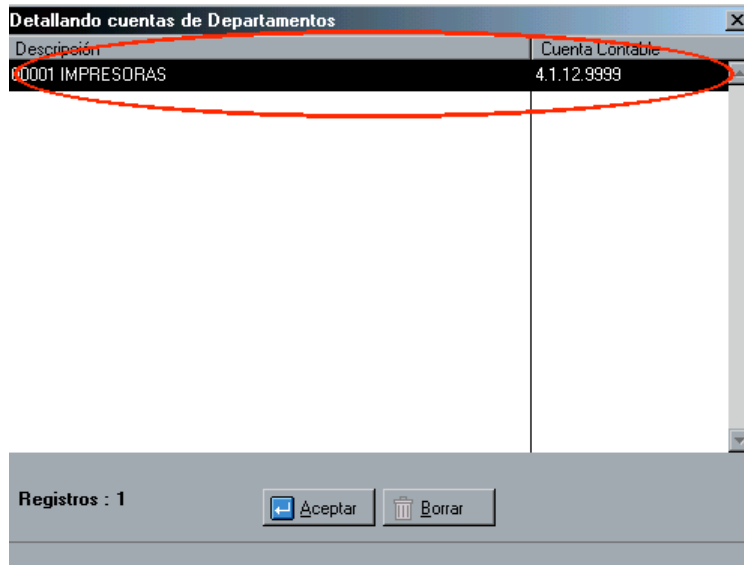 Detallando cuentas de Departamentos
Descripción Cuenta Contable
00001 IMPRESORAS 4.1.12.9999
Registros : 1 Aceptar Borrar